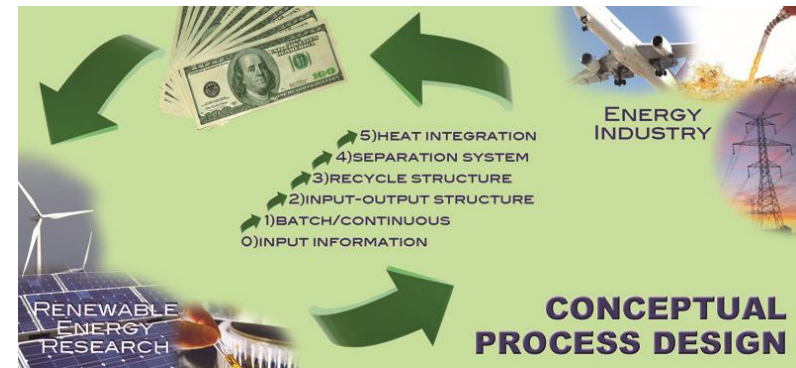 100
ENERGY
INDUSTRY
5)HEAT INTEGRATION
4)SEPARATION SYSTEM
3)RECYCLE STRUCTURE
2)INPUT-OUTPUT STRUCTURE
1)BATCH/CONTINUOUS
0)INPUT INFORMATION
RENEWABLE
ENERGY
RESEARCH
CONCEPTUAL
PROCESS DESIGN